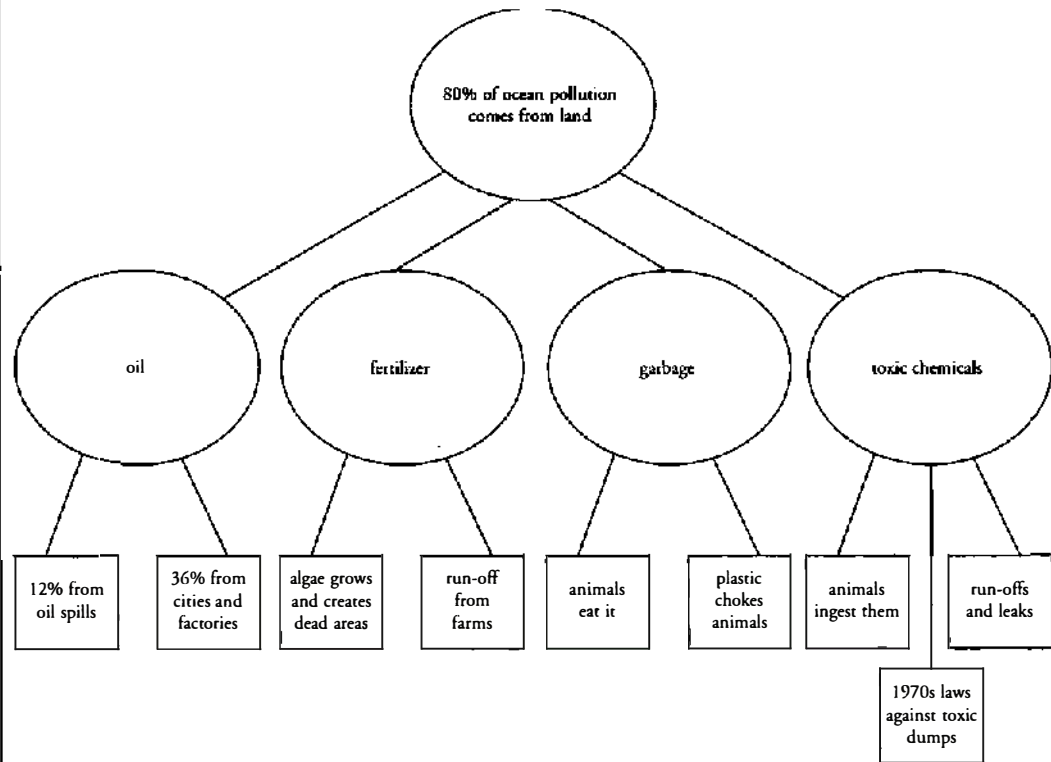 80% of ocean pollution
comes from land
oil
fertilizer
garbage
toxic chemicals
12% from
oil spills
36% from
cities and
factories
algae grows
and creates
dead areas
run-off
from
farms
animals
eat it
plastic
chokes
animals
animals
ingest them
run-offs
and leaks
1970s laws
against toxic
dumps